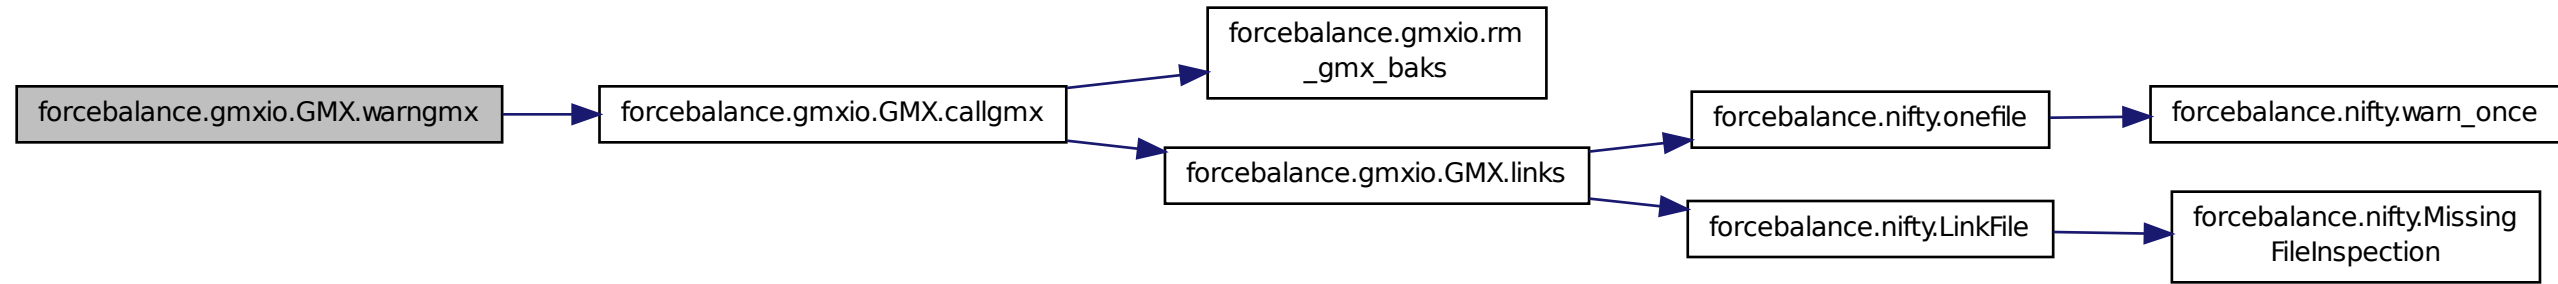 forcebalance.gmxio.GMX.warngmx
forcebalance.gmxio.GMX.callgmx
forcebalance.gmxio.rm
_gmx_baks
forcebalance.gmxio.GMX.links
forcebalance.nifty.onefile
forcebalance.nifty.warn_once
forcebalance.nifty.LinkFile
forcebalance.nifty.Missing
FileInspection